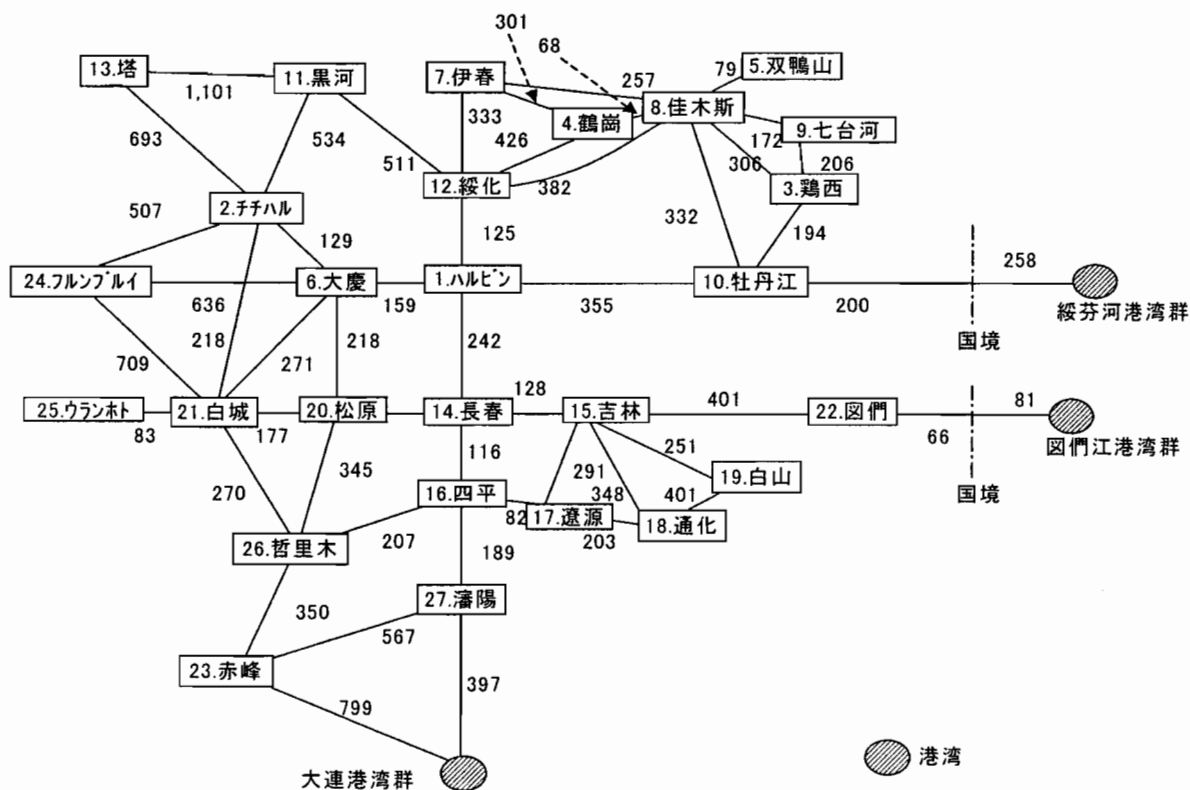 301
68
13.塔
11.黒河
7.伊春
257
79
5.双鴨山
1,101
8.佳木斯
4.鶴崗
333
426
172
9.七台河
693
534
511
306
206
12.綏化
382
3.鶏西
2.チチハル
507
129
125
332
194
258
24.フルンブルイ
6.大慶
1.ハルビン
10.牡丹江
636
159
355
200
綏芬河港湾群
218
218
国境
709
271
242
128
25.ウランホト
21.白城
20.松原
14.長春
15.吉林
401
22.図們
81
83
177
116
251
66
図們江港湾群
270
345
291
348
401
19.白山
国境
16.四平
82
17.遼源
18.通化
26.哲里木
207
189
203
27.瀋陽
350
567
23.赤峰
397
799
大連港湾群
港湾